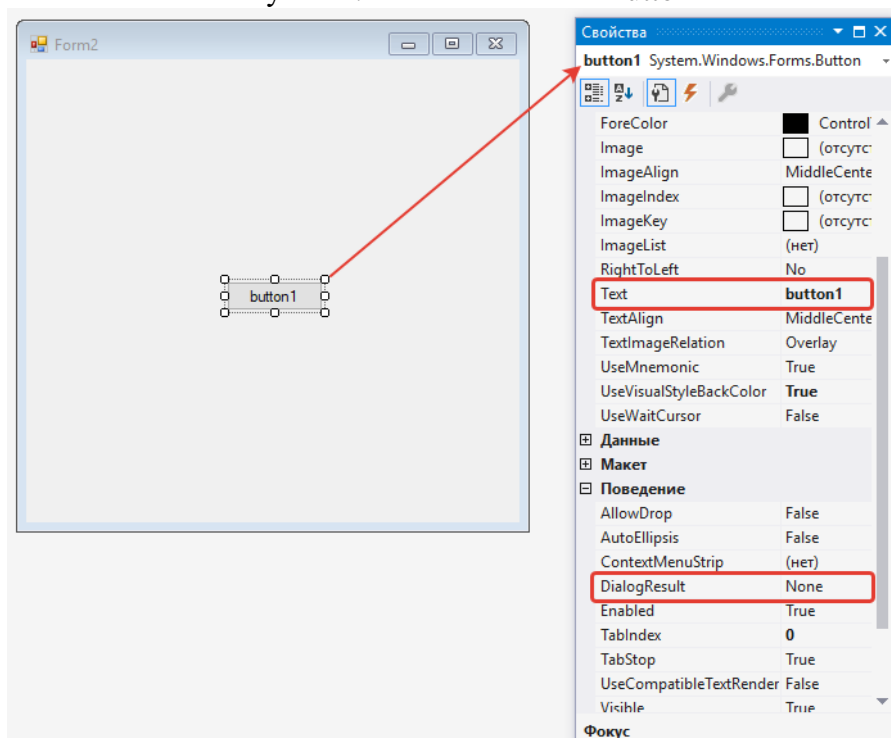 Form2
button1
Свойства
button1 System.Windows.Forms.Button
ForeColor Control
Image (отсутс
ImageAlign MiddleCente
ImageIndex (отсутс
ImageKey (отсутс
ImageList (нет)
RightToLeft No
Text button1
TextAlign MiddleCente
TextImageRelation Overlay
UseMnemonic True
UseVisualStyleBackColor True
UseWaitCursor False
Данные
Макет
Поведение
AllowDrop False
AutoEllipsis False
ContextMenuStrip (нет)
DialogResult None
Enabled True
TabIndex 0
TabStop True
UseCompatibleTextRender False
Visible True
Фокус